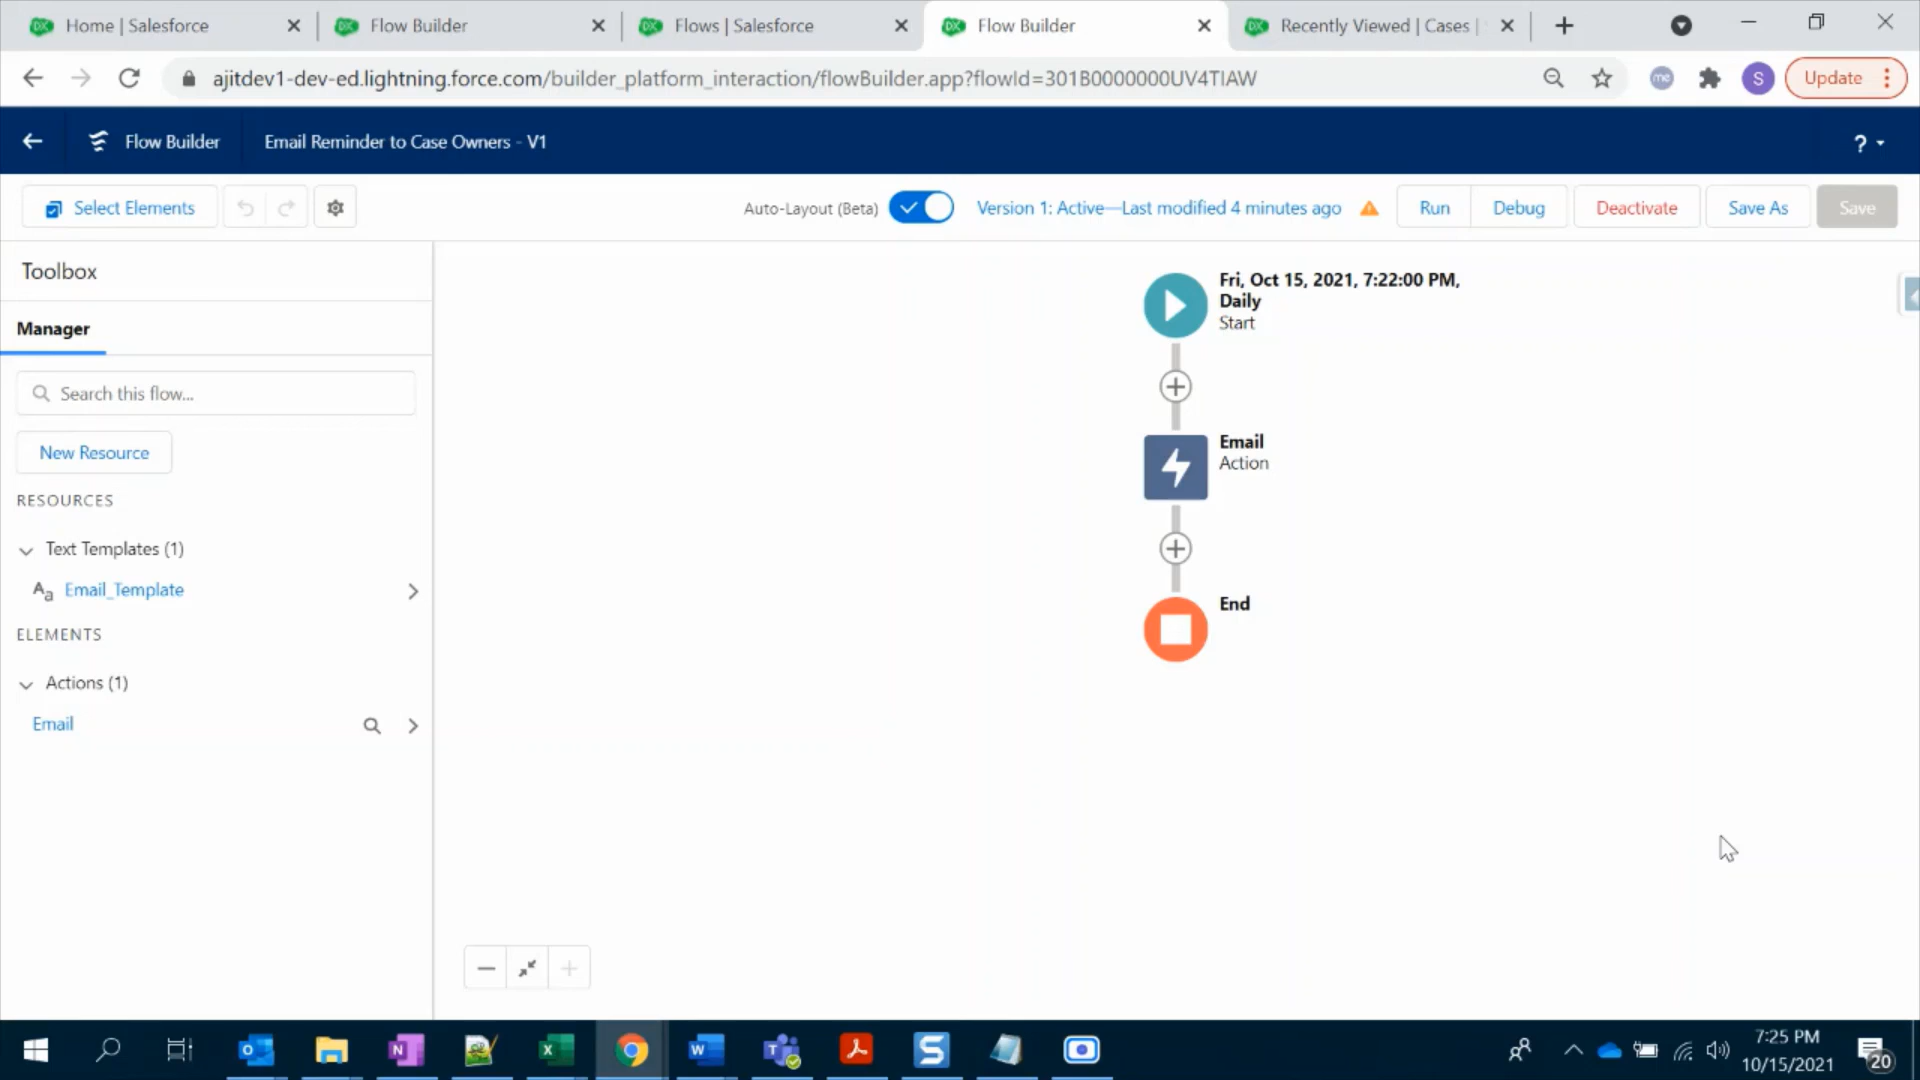 Home | Salesforce
Flow Builder
Flows | Salesforce
Flow Builder
Recently Viewed | Cases |
ajitdev1-dev-ed.lightning.force.com/builder_platform_interaction/flowBuilder.app?flowId=301B0000000UV4TIAW
me
S
Update
Flow Builder
Email Reminder to Case Owners - V1
?
Select Elements
Auto-Layout (Beta)
Version 1: Active—Last modified 4 minutes ago
Run
Debug
Deactivate
Save As
Save
Toolbox
Manager
Search this flow...
New Resource
RESOURCES
Text Templates (1)
Email_Template
ELEMENTS
Actions (1)
Email
Fri, Oct 15, 2021, 7:22:00 PM,
Daily
Start
Email
Action
End
7:25 PM
10/15/2021
20